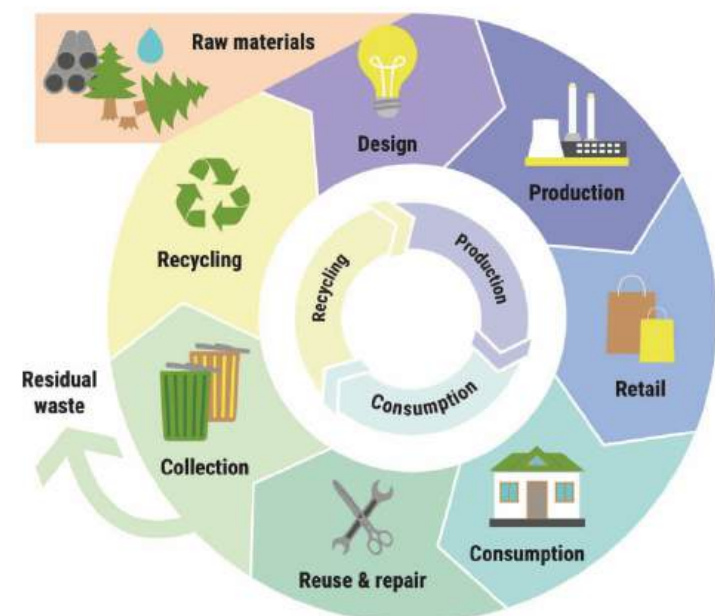 Raw materials
Design
Production
Retail
Consumption
Reuse & repair
Collection
Residual
waste
Recycling
Production
Consumption
Recycling